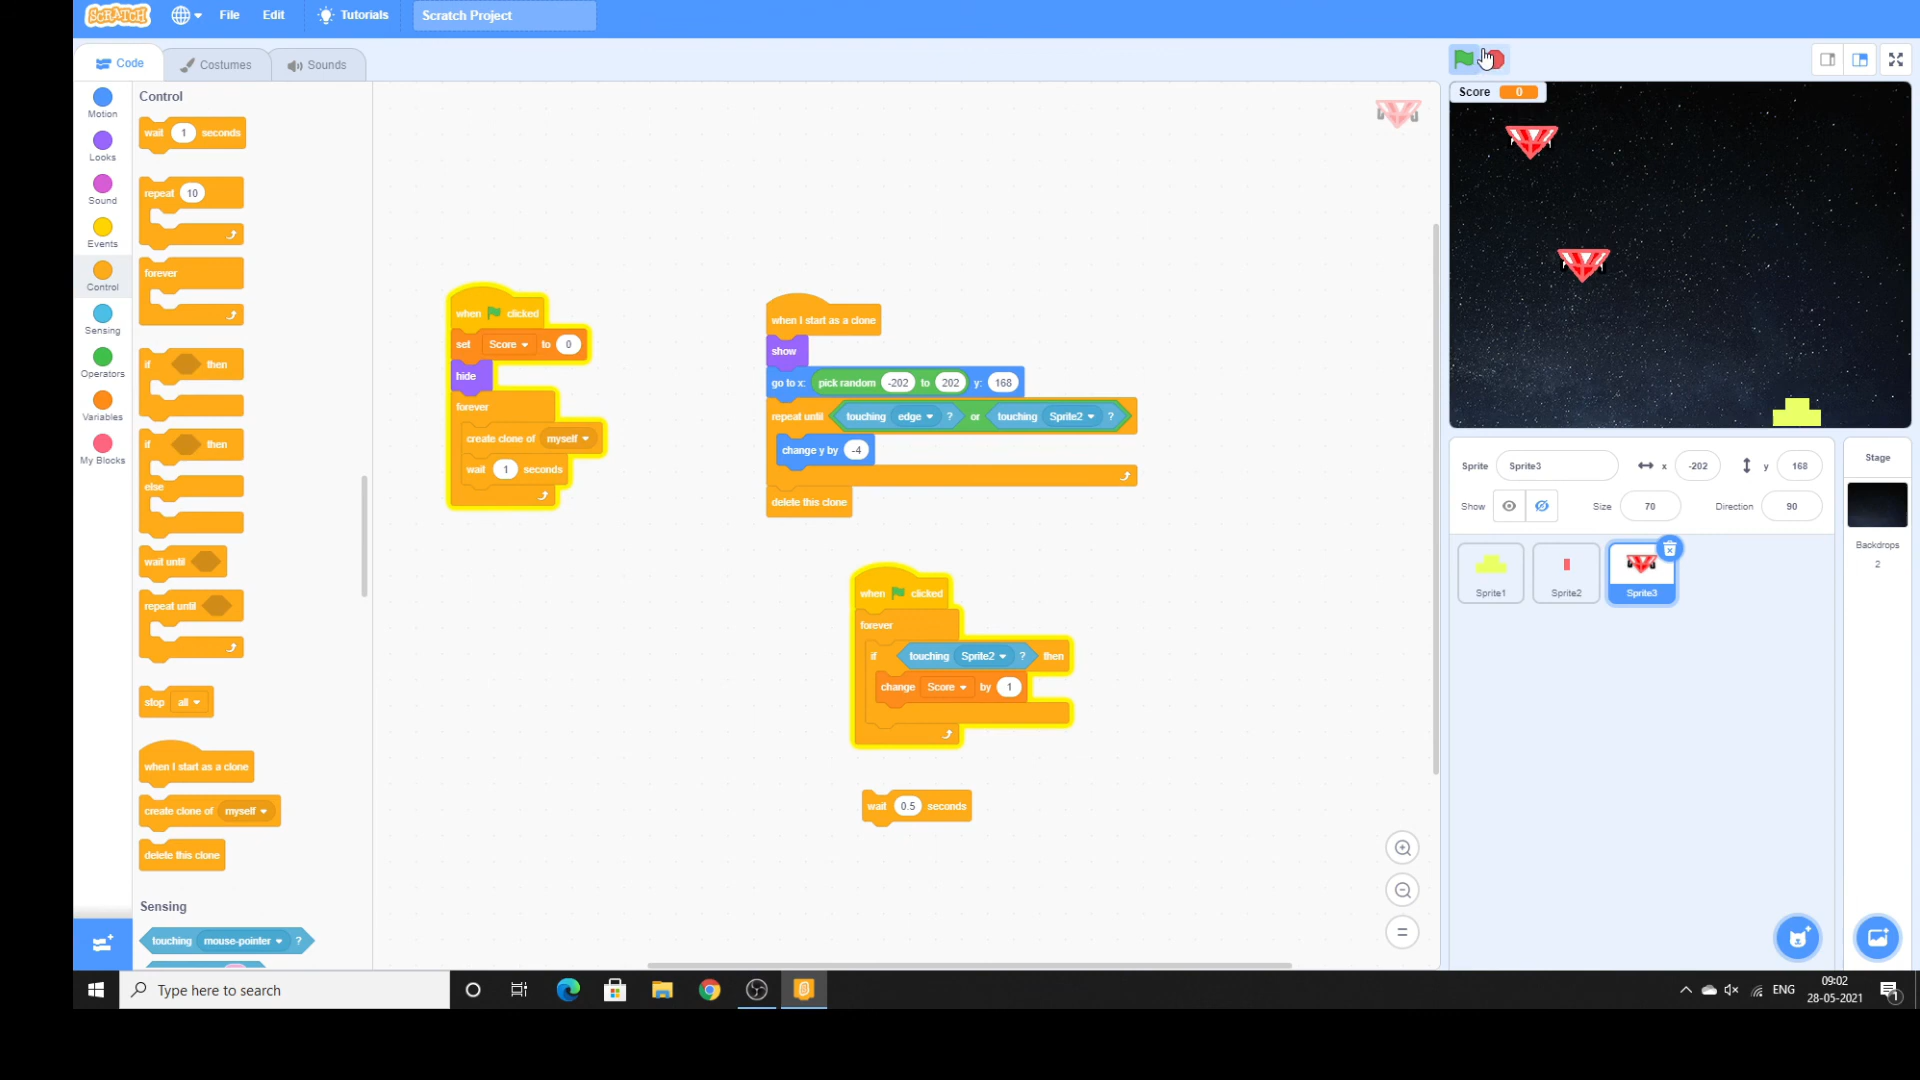 SCRATCH File Edit Tutorials Scratch Project
Code Costumes Sounds
Motion
Looks
Sound
Events
Control
Sensing
Operators
Variables
My Blocks
Control
wait 1 seconds
repeat 10
forever
if then
if then
else
wait until
repeat until
stop all
when I start as a clone
create clone of myself
delete this clone
Sensing
touching mouse-pointer ?
when clicked
set Score to 0
hide
forever
create clone of myself
wait 1 seconds
when I start as a clone
show
go to x: pick random -202 to 202 y: 168
repeat until touching edge ? or touching Sprite2 ?
change y by -4
delete this clone
when clicked
forever
if touching Sprite2 ? then
change Score by 1
wait 0.5 seconds
Score 0
Sprite Sprite3 x -202 y 168
Show Size 70 Direction 90
Sprite1 Sprite2 Sprite3
Stage
Backdrops
2
Type here to search
ENG
09:02
28-05-2021
1